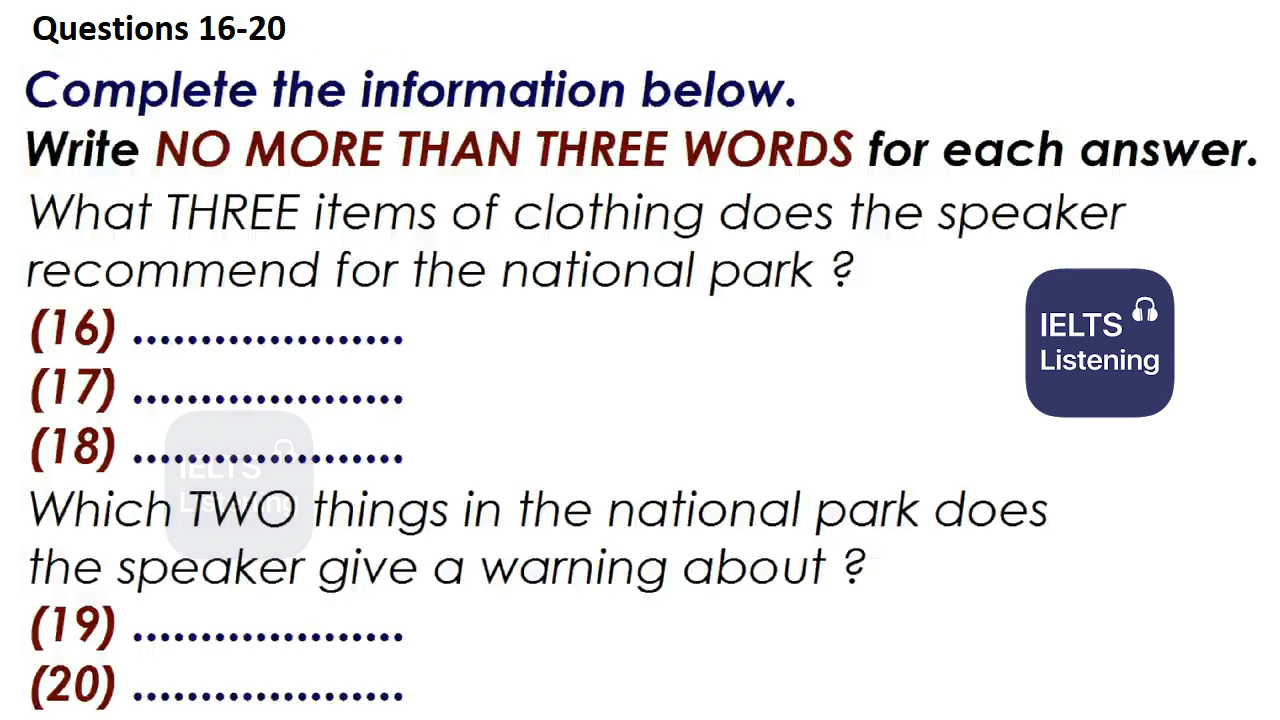 Questions 16-20
Complete the information below.
Write NO MORE THAN THREE WORDS for each answer.
What THREE items of clothing does the speaker
recommend for the national park ?
(16) ....................
(17) ....................
(18) ....................
IELTS
Listening
IELTS
Listening
Which TWO things in the national park does
the speaker give a warning about ?
(19) ....................
(20) ....................